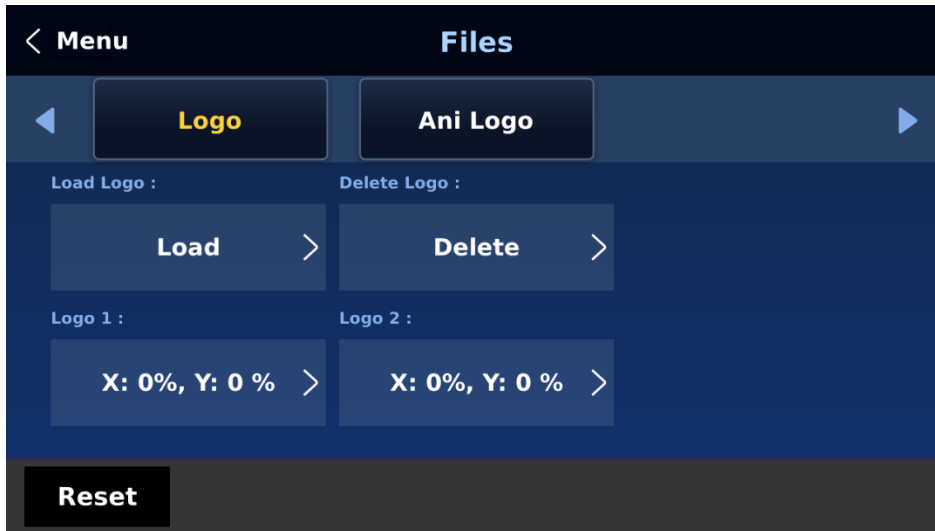 Menu
Files
Logo
Ani Logo
Load Logo :
Delete Logo :
Load
Delete
Logo 1 :
Logo 2 :
X: 0%, Y: 0 %
X: 0%, Y: 0 %
Reset